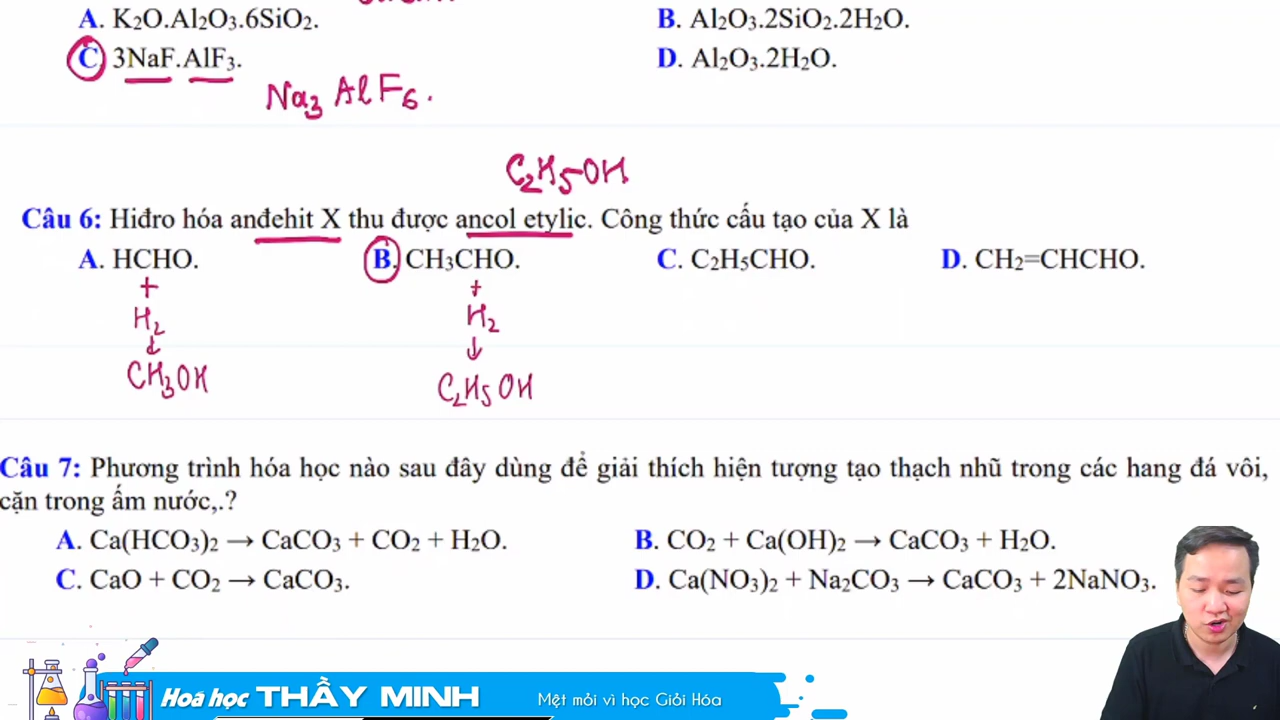 A. K2O.Al2O3.6SiO2. B. Al2O3.2SiO2.2H2O.
C 3NaF.AlF3. D. Al2O3.2H2O.
Na3AlF6.
C2H5OH
Câu 6: Hiđro hóa anđehit X thu được ancol etylic. Công thức cấu tạo của X là
A. HCHO. B. CH3CHO. C. C2H5CHO. D. CH2=CHCHO.
+ +
H2 H2
↓ ↓
CH3OH C2H5OH
Câu 7: Phương trình hóa học nào sau đây dùng để giải thích hiện tượng tạo thạch nhũ trong các hang đá vôi,
cặn trong ấm nước,.?
A. Ca(HCO3)2 → CaCO3 + CO2 + H2O. B. CO2 + Ca(OH)2 → CaCO3 + H2O.
C. CaO + CO2 → CaCO3. D. Ca(NO3)2 + Na2CO3 → CaCO3 + 2NaNO3.
Hoá học THẦY MINH Mệt mỏi vì học Giỏi Hóa